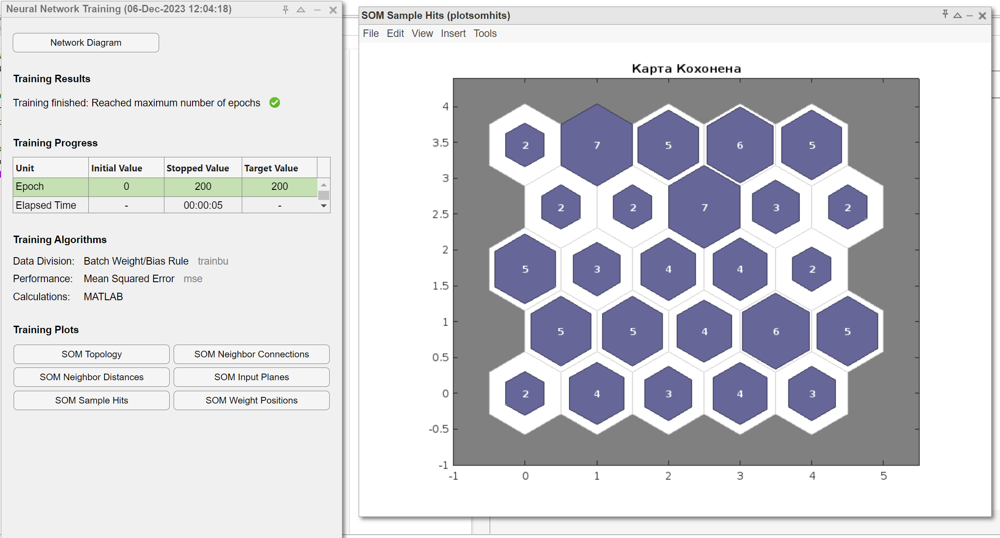 Neural Network Training (06-Dec-2023 12:04:18)
Network Diagram
Training Results
Training finished: Reached maximum number of epochs
Training Progress
Unit Initial Value Stopped Value Target Value
Epoch 0 200 200
Elapsed Time - 00:00:05 -
Training Algorithms
Data Division: Batch Weight/Bias Rule trainbu
Performance: Mean Squared Error mse
Calculations: MATLAB
Training Plots
SOM Topology SOM Neighbor Connections
SOM Neighbor Distances SOM Input Planes
SOM Sample Hits SOM Weight Positions
SOM Sample Hits (plotsomhits)
File Edit View Insert Tools
Карта Кохонена
4
3.5 2 7 5 6 5
3
2.5 2 2 7 3 2
2
1.5 5 3 4 4 2
1 5 5 4 6 5
0.5
0 2 4 3 4 3
-0.5
-1
-1 0 1 2 3 4 5